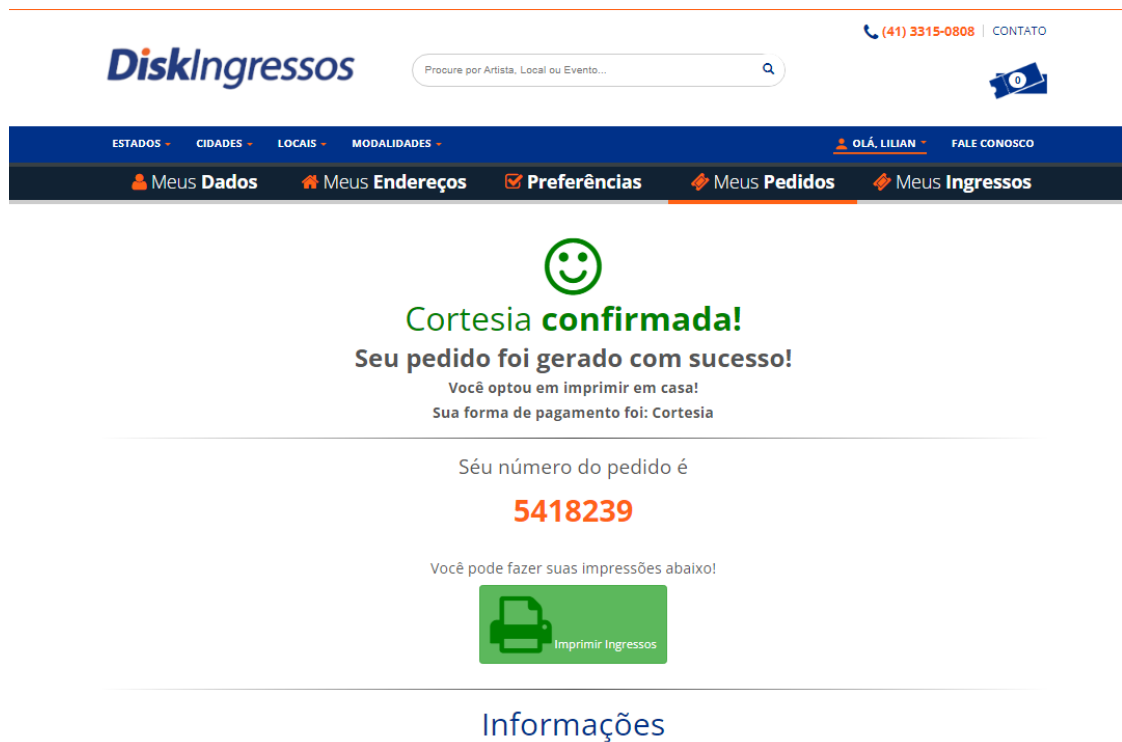 (41) 3315-0808 | CONTATO
DiskIngressos
Procure por Artista, Local ou Evento...
0
ESTADOS CIDADES LOCAIS MODALIDADES OLÁ, LILIAN FALE CONOSCO
Meus Dados Meus Endereços Preferências Meus Pedidos Meus Ingressos
Cortesia confirmada!
Seu pedido foi gerado com sucesso!
Você optou em imprimir em casa!
Sua forma de pagamento foi: Cortesia
Séu número do pedido é
5418239
Você pode fazer suas impressões abaixo!
Imprimir Ingressos
Informações